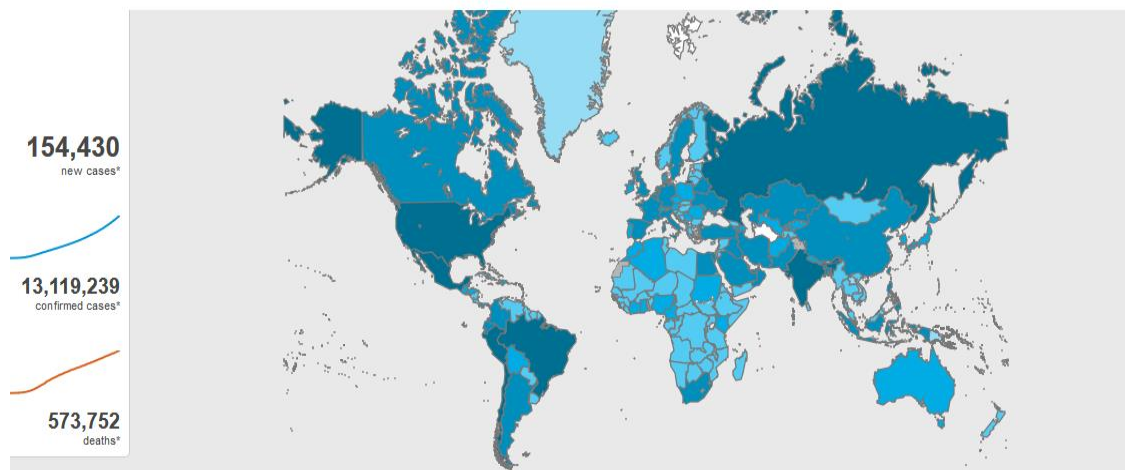 154,430
new cases*
13,119,239
confirmed cases*
573,752
deaths*